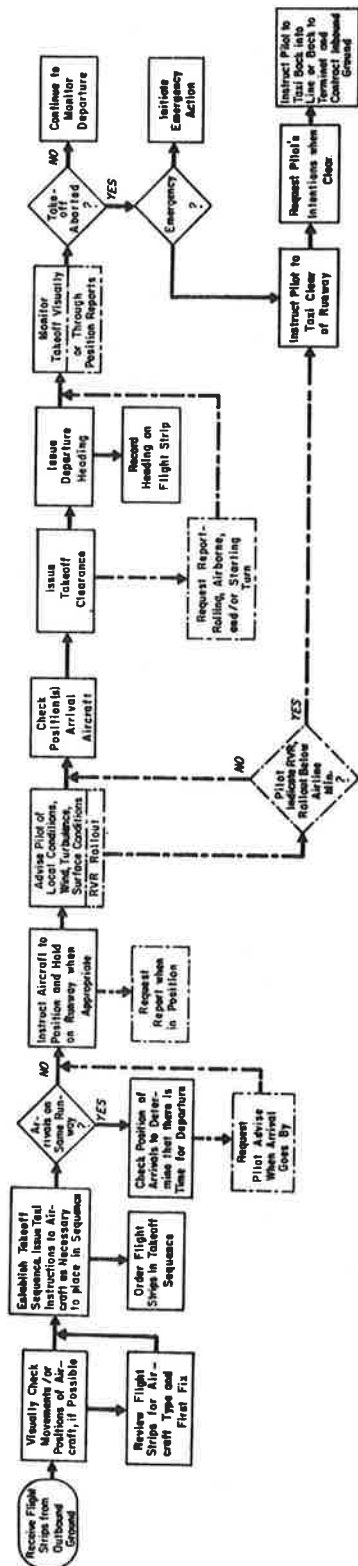 Receive Flight
Strips from
Outbound
Ground
Visually Check
Movements /or
Positions of Air-
craft, if Possible
Review Flight
Strips for Air-
craft Type and
First Fix
Establish Takeoff
Sequence. Issue Taxi
Instructions to Air-
craft as Necessary
to place in Sequence
Order Flight
Strips in Takeoff
Sequence
Ar-
rivals on
Same Run-
way
?
NO
YES
Check Position of
Arrivals to Deter-
mine that there is
Time for Departure
Request
Pilot Advise
When Arrival
Goes By
Instruct Aircraft to
Position and Hold
on Runway when
Appropriate
Request
Report when
in Position
Advise Pilot of
Local Conditions,
Wind, Turbulence,
Surface Conditions
RVR Rollout
Pilot
Indicate RVR,
Rollout Below
Airline
Min.
?
NO
YES
Check
Position(s)
Arrival
Aircraft
Issue
Takeoff
Clearance
Request Report-
Rolling, Airborne,
and/or Starting
Turn
Issue
Departure
Heading
Record
Heading on
Flight Strip
Monitor
Takeoff Visually
or Through
Position Reports
Take-
off
Aborted
?
NO
YES
Continue to
Monitor
Departure
Emergency
?
Initiate
Emergency
Action
Instruct Pilot to
Taxi Clear
of Runway
Request Pilot's
Intentions when
Clear
Instruct Pilot to
Taxi Back into
Line or Back to
Terminal and
Contract Inbound
Ground